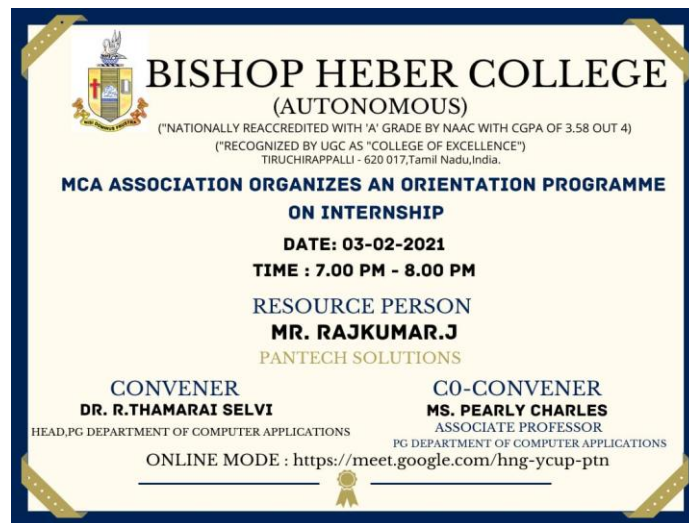 BISHOP HEBER COLLEGE
(AUTONOMOUS)
("NATIONALLY REACCREDITED WITH 'A' GRADE BY NAAC WITH CGPA OF 3.58 OUT 4)
("RECOGNIZED BY UGC AS "COLLEGE OF EXCELLENCE")
TIRUCHIRAPPALLI - 620 017,Tamil Nadu,India.
MCA ASSOCIATION ORGANIZES AN ORIENTATION PROGRAMME
ON INTERNSHIP
DATE: 03-02-2021
TIME : 7.00 PM - 8.00 PM
RESOURCE PERSON
MR. RAJKUMAR.J
PANTECH SOLUTIONS
CONVENER
DR. R.THAMARAI SELVI
HEAD,PG DEPARTMENT OF COMPUTER APPLICATIONS
C0-CONVENER
MS. PEARLY CHARLES
ASSOCIATE PROFESSOR
PG DEPARTMENT OF COMPUTER APPLICATIONS
ONLINE MODE : https://meet.google.com/hng-ycup-ptn